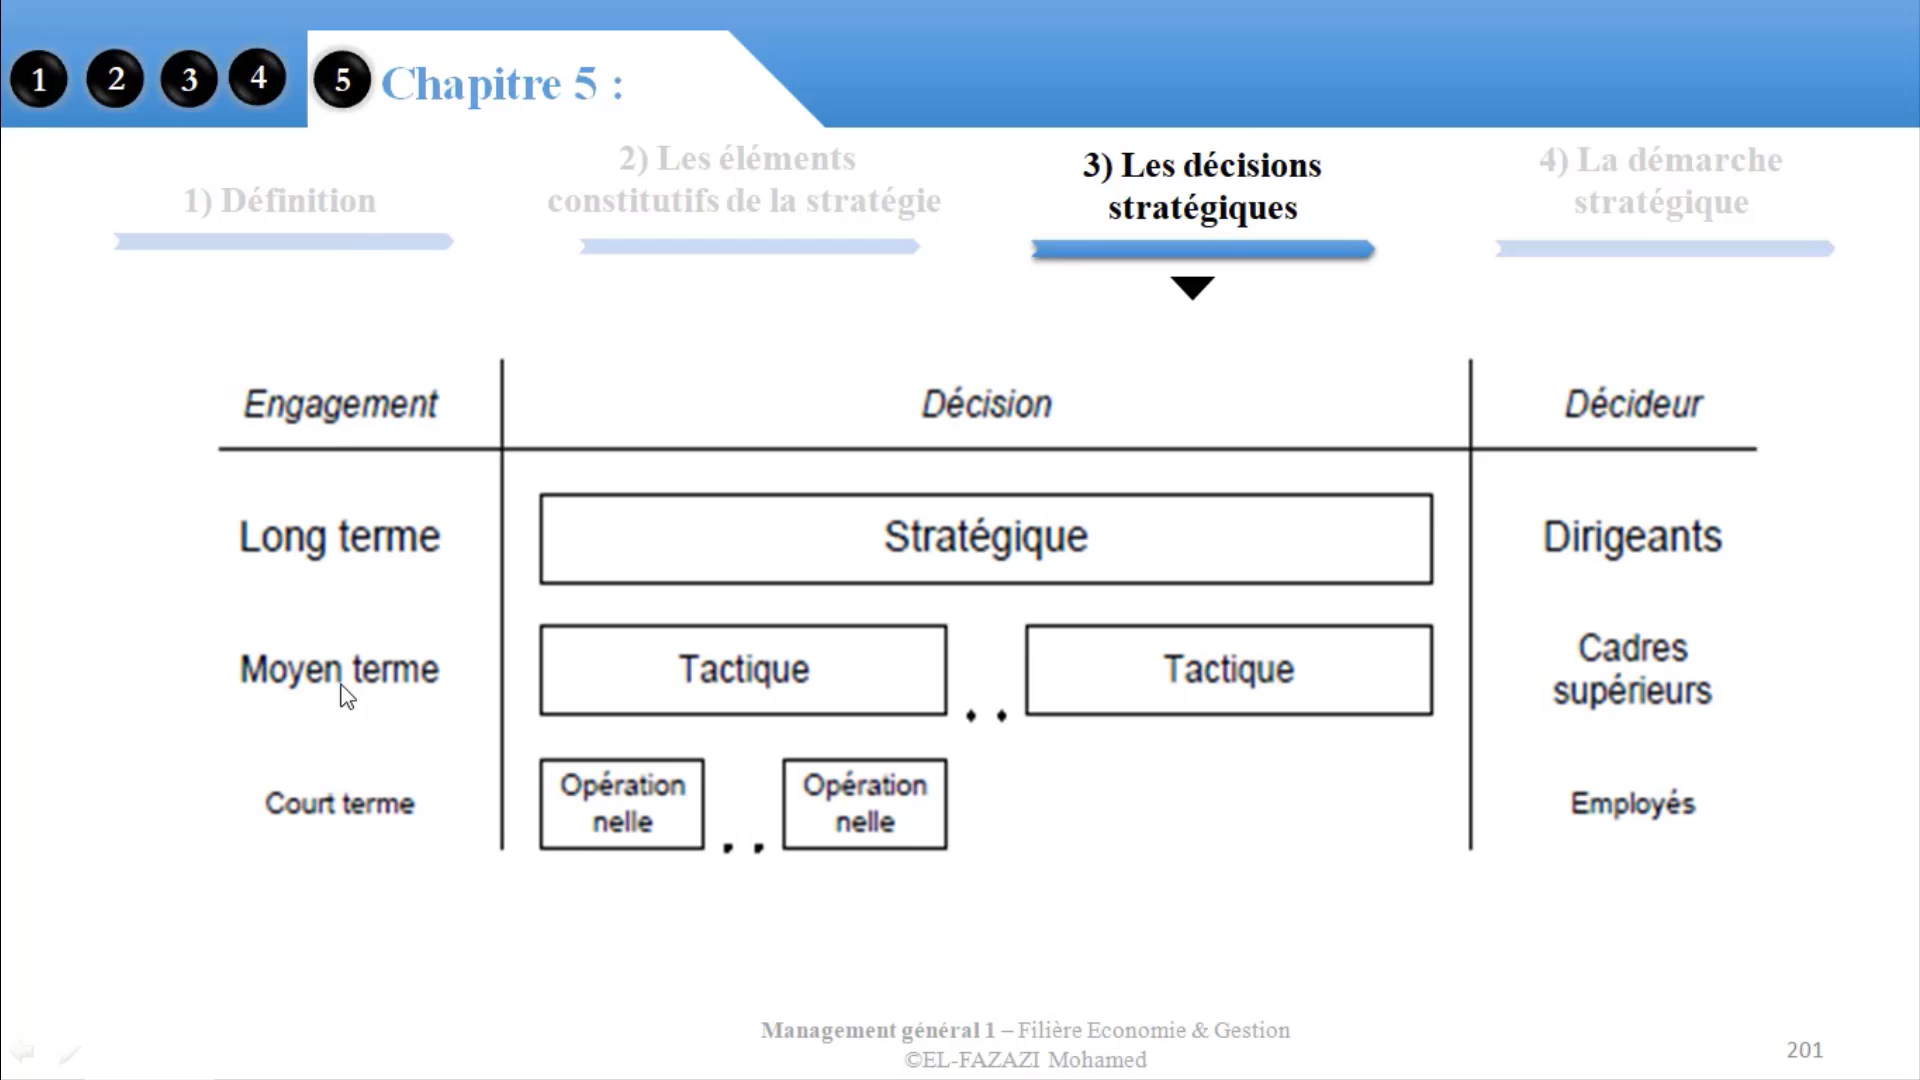 1 2 3 4 5 Chapitre 5 :
1) Définition
2) Les éléments
constitutifs de la stratégie
3) Les décisions
stratégiques
4) La démarche
stratégique
Engagement Décision Décideur
Long terme Stratégique Dirigeants
Moyen terme Tactique .. Tactique Cadres
supérieurs
Court terme Opération
nelle .. Opération
nelle Employés
Management général 1 – Filière Economie & Gestion
©EL-FAZAZI Mohamed
201